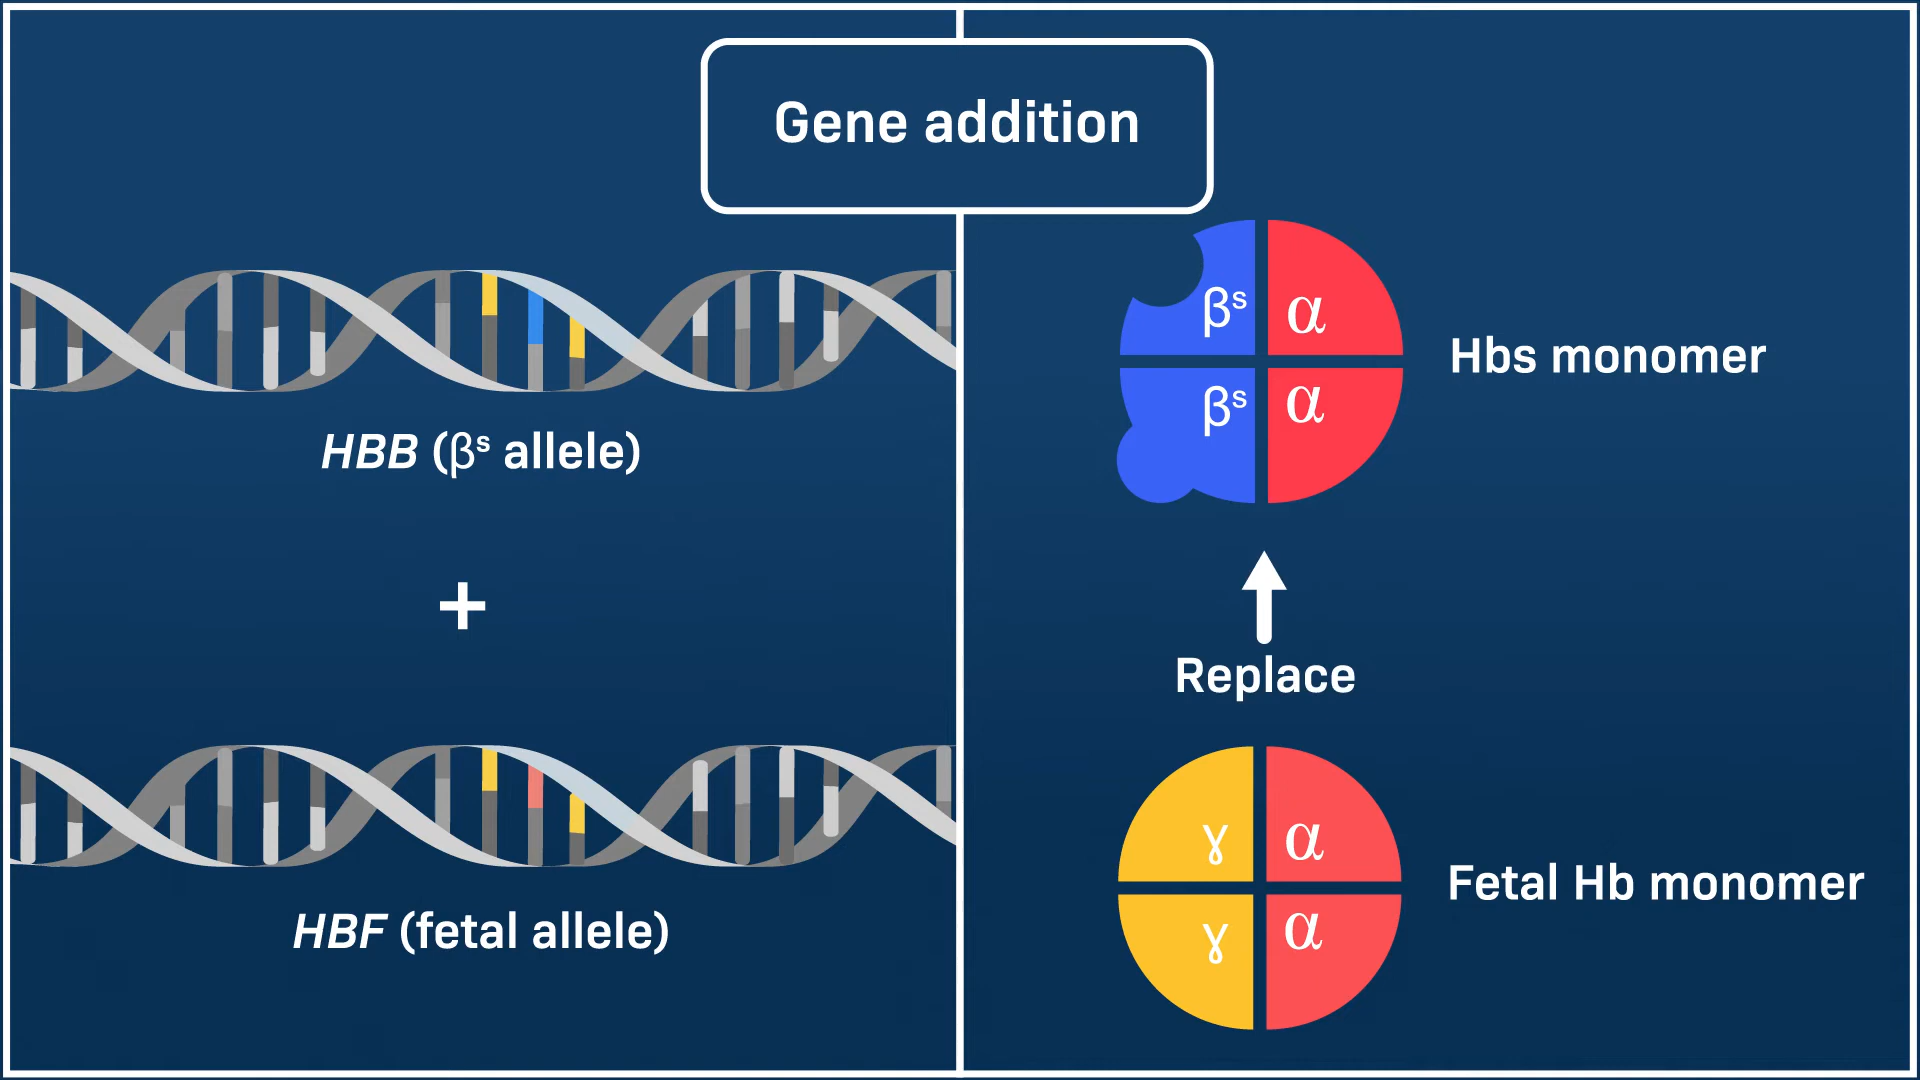 Gene addition
HBB (βˢ allele)
+
HBF (fetal allele)
βˢ α
βˢ α
Hbs monomer
Replace
ɣ α
ɣ α
Fetal Hb monomer